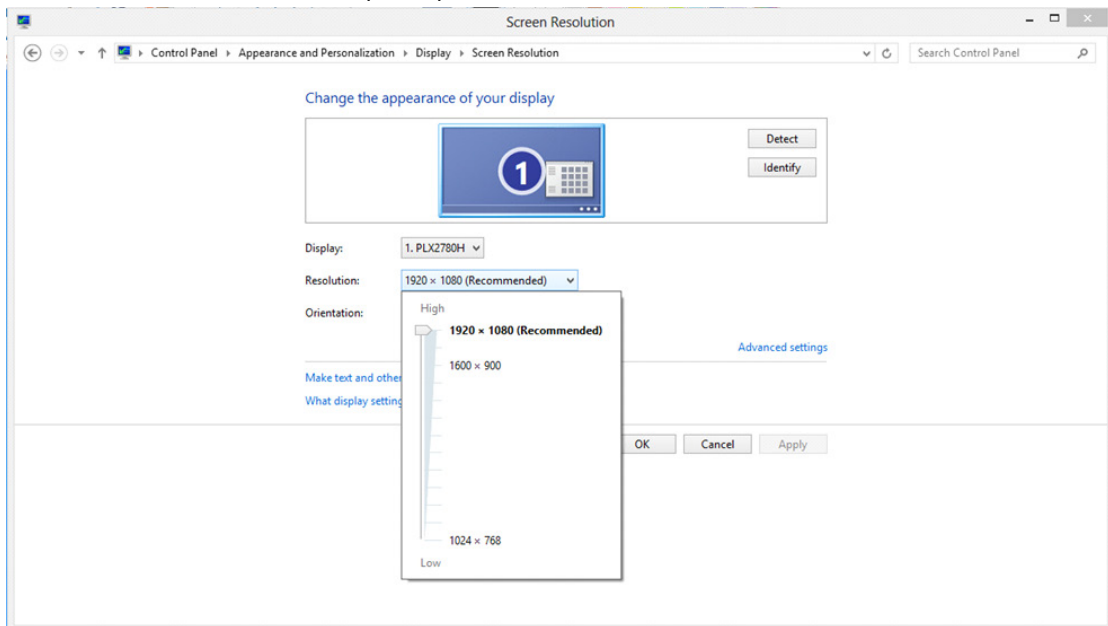 Screen Resolution
Control Panel ▸ Appearance and Personalization ▸ Display ▸ Screen Resolution
Search Control Panel
Change the appearance of your display
1
Detect
Identify
Display: 1. PLX2780H
Resolution: 1920 × 1080 (Recommended)
Orientation:
High
1920 × 1080 (Recommended)
1600 × 900
1024 × 768
Low
Advanced settings
Make text and other
What display setting
OK Cancel Apply